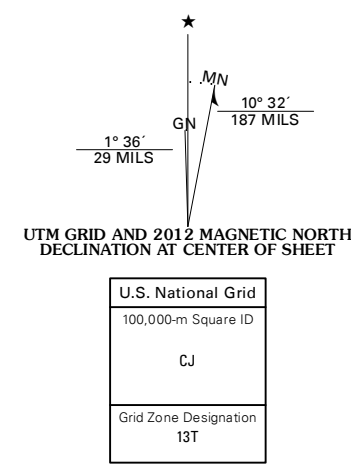 ★
MN
GN
10° 32´
187 MILS
1° 36´
29 MILS
UTM GRID AND 2012 MAGNETIC NORTH
DECLINATION AT CENTER OF SHEET
U.S. National Grid
100,000-m Square ID
CJ
Grid Zone Designation
13T